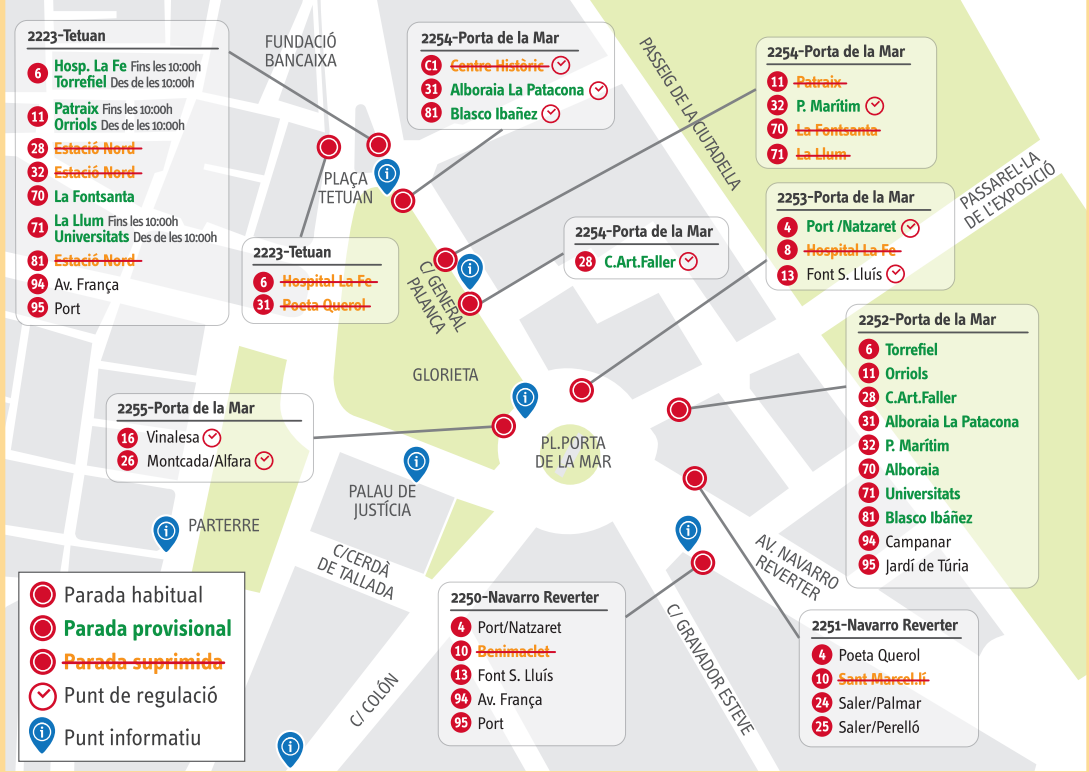 2223-Tetuan
6 Hosp. La Fe Fins les 10:00h
Torrefiel Des de les 10:00h
11 Patraix Fins les 10:00h
Orriols Des de les 10:00h
28 Estació Nord
32 Estació Nord
70 La Fontsanta
71 La Llum Fins les 10:00h
Universitats Des de les 10:00h
81 Estació Nord
94 Av. França
95 Port
FUNDACIÓ
BANCAIXA
2254-Porta de la Mar
C1 Centre Històric
31 Alboraia La Patacona
81 Blasco Ibañez
PASSEIG DE LA CIUTADELLA
2254-Porta de la Mar
11 Patraix
32 P. Marítim
70 La Fontsanta
71 La Llum
PASSAREL·LA
DE L'EXPOSICIÓ
PLAÇA
TETUAN
2253-Porta de la Mar
4 Port /Natzaret
8 Hospital La Fe
13 Font S. Lluís
2223-Tetuan
6 Hospital La Fe
31 Poeta Querol
2254-Porta de la Mar
28 C.Art.Faller
C/ GENERAL
PALANCA
2252-Porta de la Mar
6 Torrefiel
11 Orriols
28 C.Art.Faller
31 Alboraia La Patacona
32 P. Marítim
70 Alboraia
71 Universitats
81 Blasco Ibáñez
94 Campanar
95 Jardí de Túria
GLORIETA
2255-Porta de la Mar
16 Vinalesa
26 Montcada/Alfara
PL.PORTA
DE LA MAR
PALAU DE
JUSTÍCIA
PARTERRE
C/CERDÀ
DE TALLADA
AV. NAVARRO
REVERTER
Parada habitual
Parada provisional
Parada suprimida
Punt de regulació
Punt informatiu
C/ COLÓN
2250-Navarro Reverter
4 Port/Natzaret
10 Benimaclet
13 Font S. Lluís
94 Av. França
95 Port
C/ GRAVADOR ESTEVE
2251-Navarro Reverter
4 Poeta Querol
10 Sant Marcel.lí
24 Saler/Palmar
25 Saler/Perelló